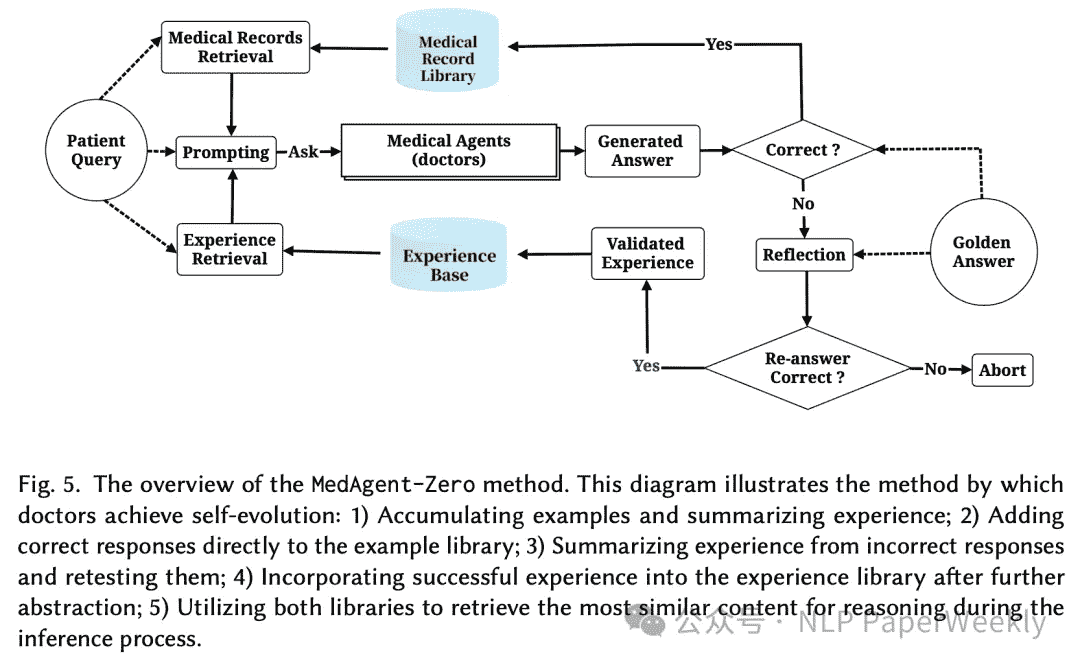 Medical Records
Retrieval
Medical
Record
Library
Yes
Patient
Query
Prompting
Ask
Medical Agents
(doctors)
Generated
Answer
Correct ?
No
Experience
Retrieval
Experience
Base
Validated
Experience
Reflection
Golden
Answer
Yes
Re-answer
Correct ?
No
Abort
Fig. 5. The overview of the MedAgent-Zero method. This diagram illustrates the method by which
doctors achieve self-evolution: 1) Accumulating examples and summarizing experience; 2) Adding
correct responses directly to the example library; 3) Summarizing experience from incorrect responses
and retesting them; 4) Incorporating successful experience into the experience library after further
abstraction; 5) Utilizing both libraries to retrieve the most similar content for reasoning during the
inference process.
公众号 · NLP PaperWeekly